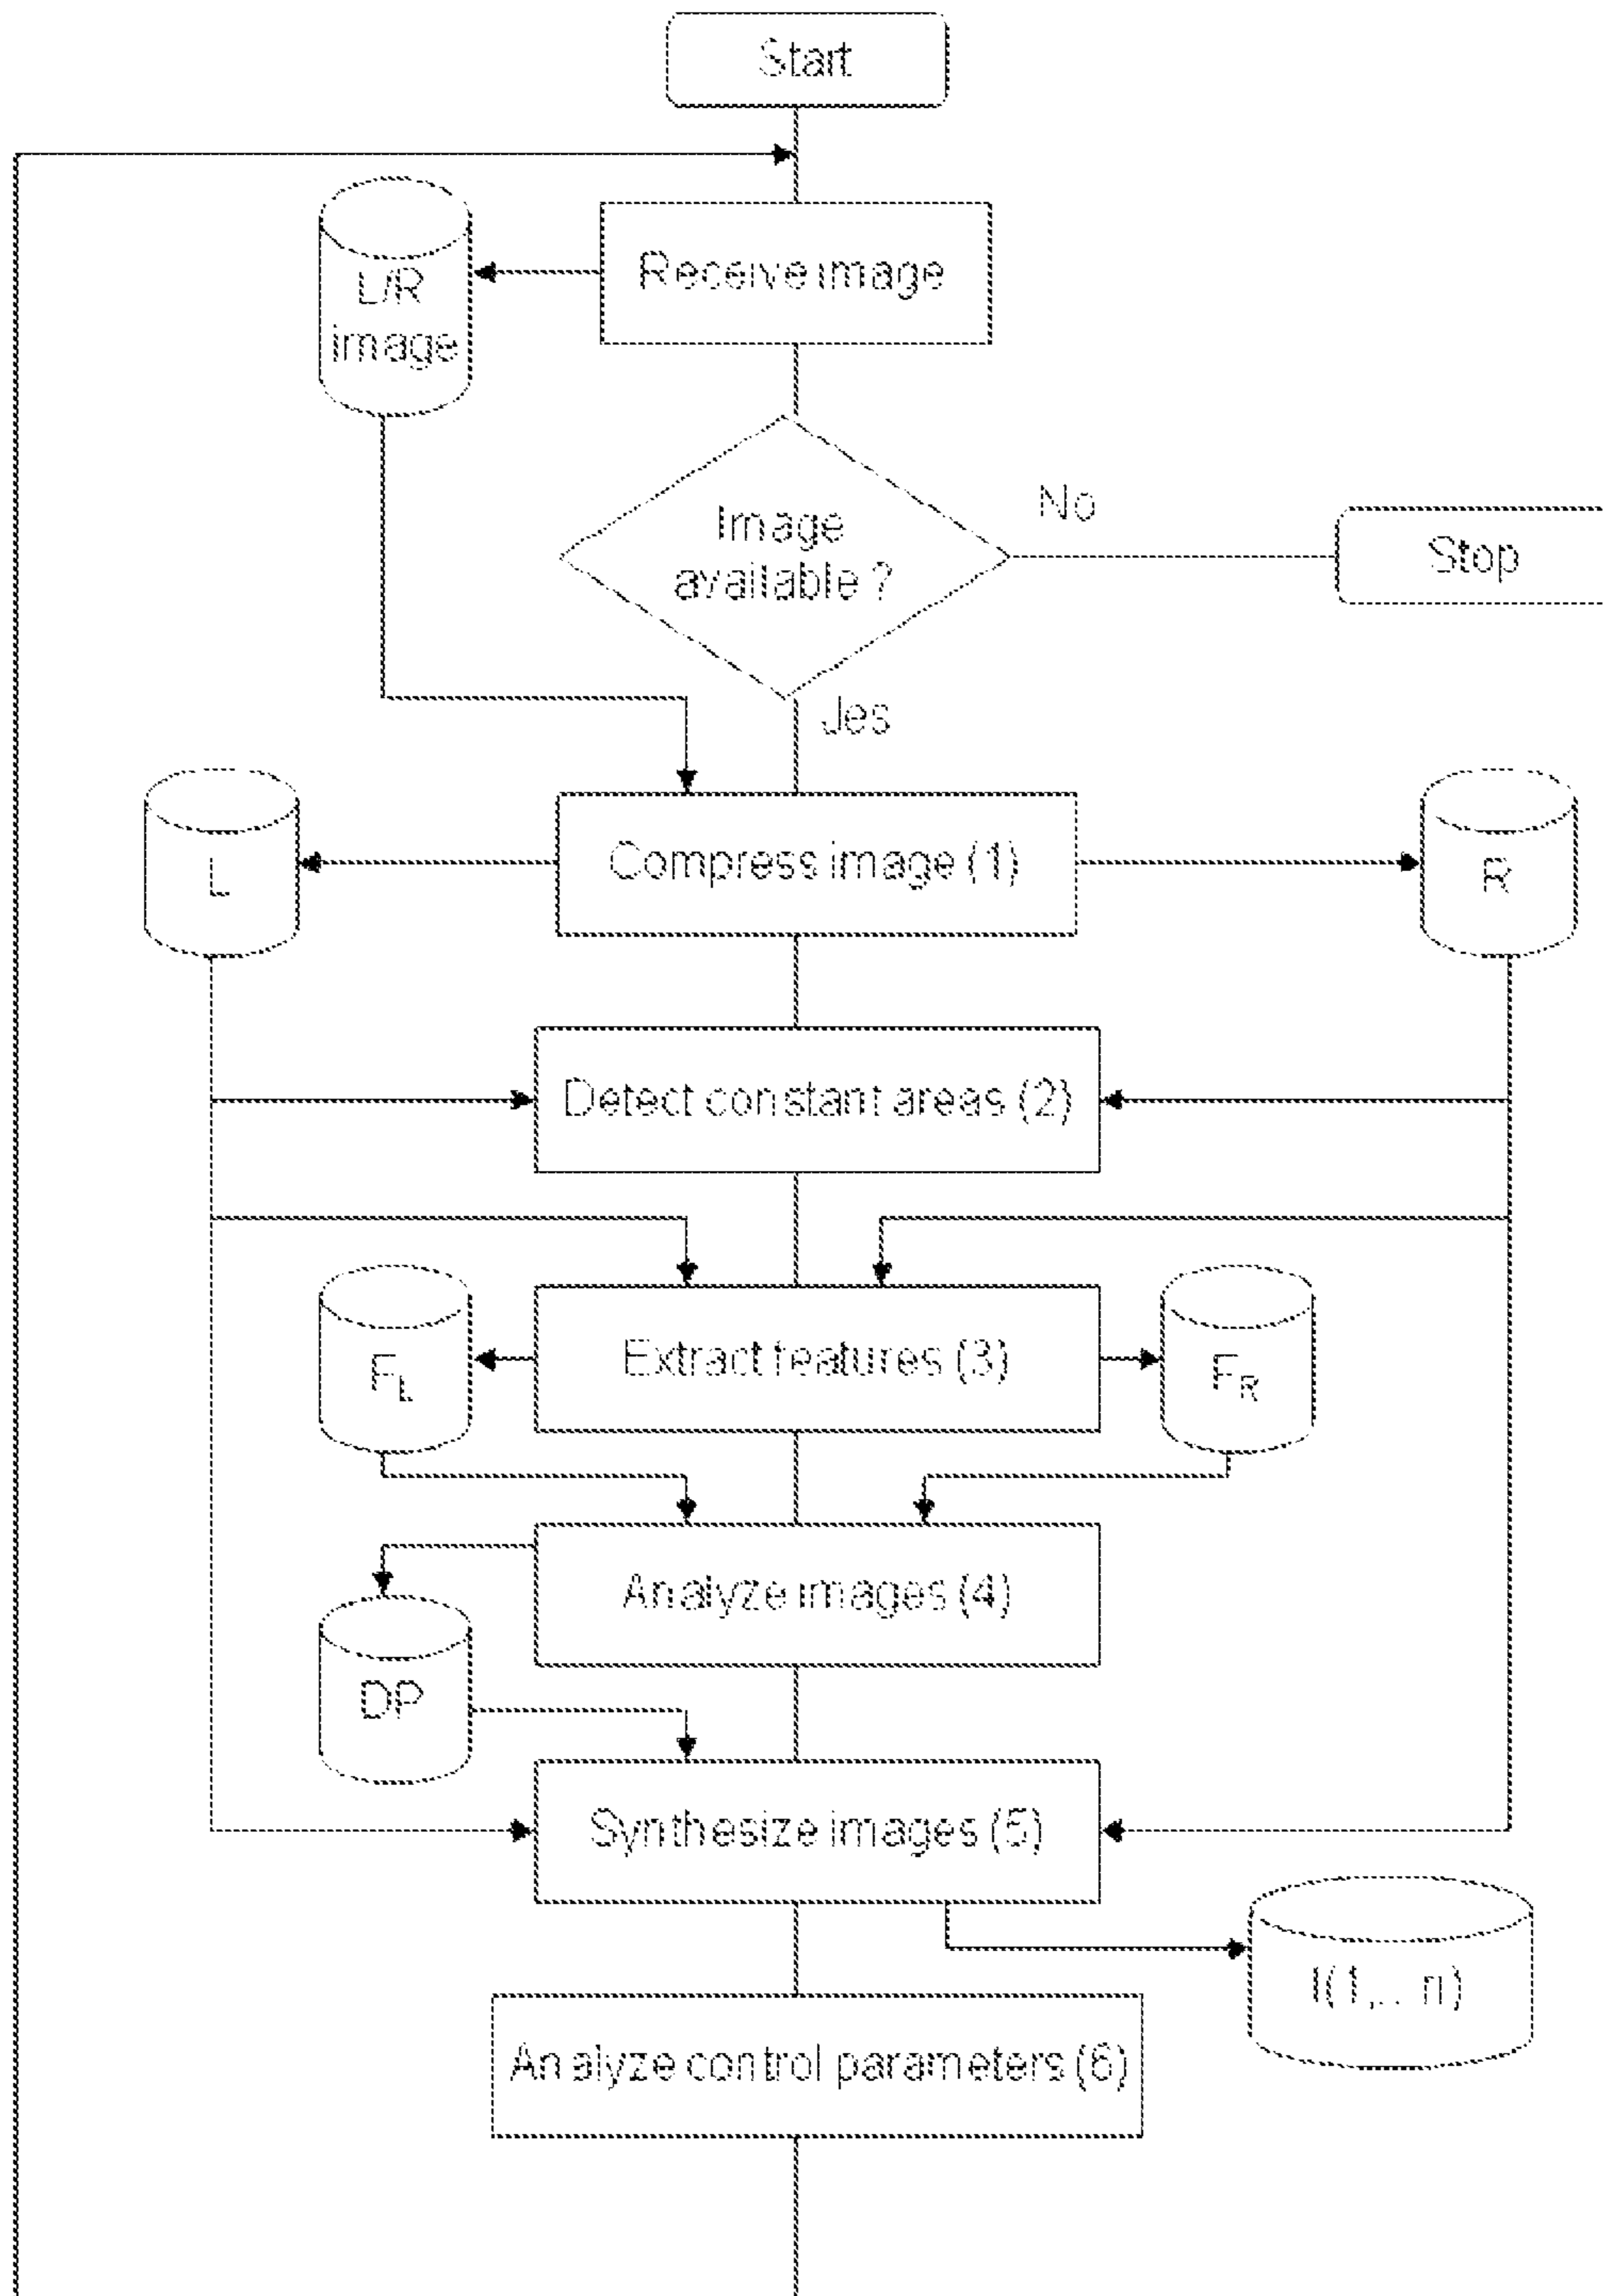 Start
Receive image
L/R
image
Image
available ?
No
Stop
Jes
L
Compress image (1)
R
Detect constant areas (2)
FL
Extract features (3)
FR
Analyze images (4)
DP
Synthesize images (5)
I(1,.. n)
Analyze control parameters (6)